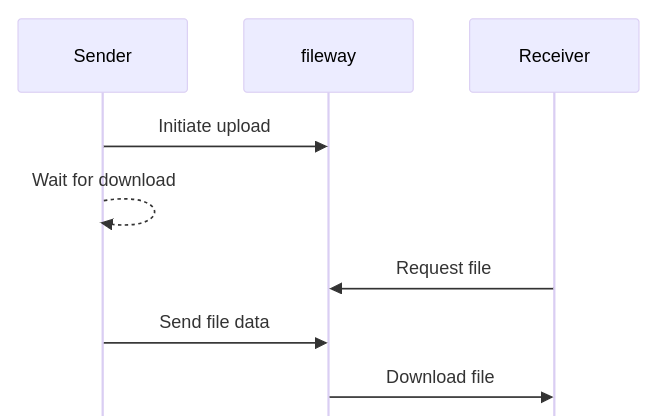 Sender
fileway
Receiver
Initiate upload
Wait for download
Request file
Send file data
Download file